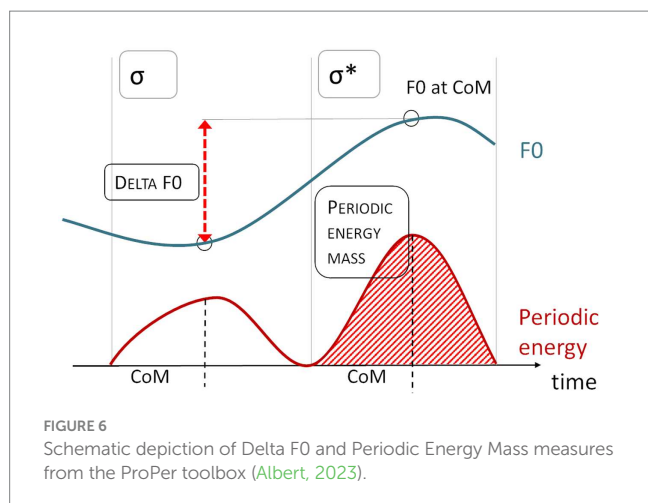 σ
σ*
F0 at CoM
F0
DELTA F0
PERIODIC
ENERGY
MASS
Periodic
energy
CoM
CoM
time
FIGURE 6
Schematic depiction of Delta F0 and Periodic Energy Mass measures
from the ProPer toolbox (Albert, 2023).